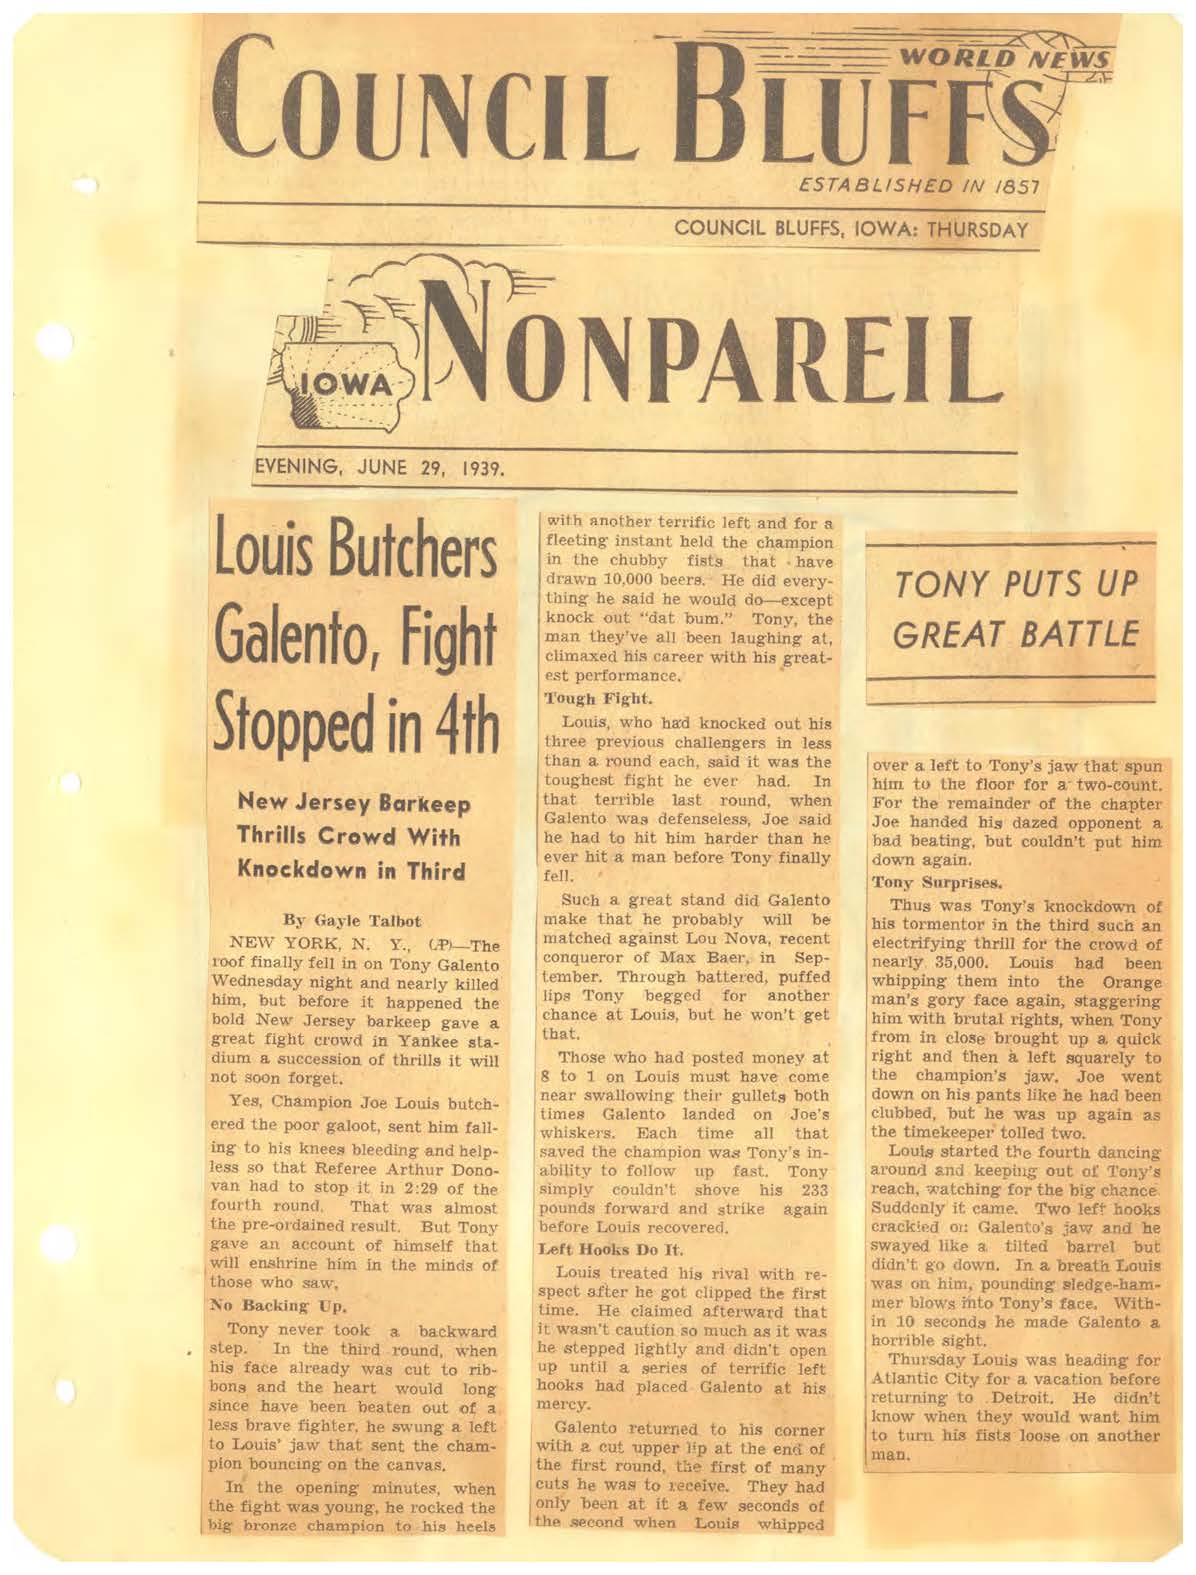 WORLD NEWS
COUNCIL BLUFFS
ESTABLISHED IN 1857
COUNCIL BLUFFS, IOWA: THURSDAY
IOWA
NONPAREIL
EVENING, JUNE 29, 1939.
Louis Butchers
Galento, Fight
Stopped in 4th
New Jersey Barkeep
Thrills Crowd With
Knockdown in Third
By Gayle Talbot
NEW YORK, N. Y., (AP)—The
roof finally fell in on Tony Galento
Wednesday night and nearly killed
him, but before it happened the
bold New Jersey barkeep gave a
great fight crowd in Yankee sta-
dium a succession of thrills it will
not soon forget.
Yes, Champion Joe Louis butch-
ered the poor galoot, sent him fall-
ing to his knees bleeding and help-
less so that Referee Arthur Dono-
van had to stop it in 2:29 of the
fourth round. That was almost
the pre-ordained result. But Tony
gave an account of himself that
will enshrine him in the minds of
those who saw.
No Backing Up.
Tony never took a backward
step. In the third round, when
his face already was cut to rib-
bons and the heart would long
since have been beaten out of a
less brave fighter, he swung a left
to Louis' jaw that sent the cham-
pion bouncing on the canvas.
In the opening minutes, when
the fight was young, he rocked the
big bronze champion to his heels
with another terrific left and for a
fleeting instant held the champion
in the chubby fists that have
drawn 10,000 beers. He did every-
thing he said he would do—except
knock out "dat bum." Tony, the
man they've all been laughing at,
climaxed his career with his great-
est performance.
Tough Fight.
Louis, who had knocked out his
three previous challengers in less
than a round each, said it was the
toughest fight he ever had. In
that terrible last round, when
Galento was defenseless, Joe said
he had to hit him harder than he
ever hit a man before Tony finally
fell.
Such a great stand did Galento
make that he probably will be
matched against Lou Nova, recent
conqueror of Max Baer, in Sep-
tember. Through battered, puffed
lips Tony begged for another
chance at Louis, but he won't get
that.
Those who had posted money at
8 to 1 on Louis must have come
near swallowing their gullets both
times Galento landed on Joe's
whiskers. Each time all that
saved the champion was Tony's in-
ability to follow up fast. Tony
simply couldn't shove his 233
pounds forward and strike again
before Louis recovered.
Left Hooks Do It.
Louis treated his rival with re-
spect after he got clipped the first
time. He claimed afterward that
it wasn't caution so much as it was
he stepped lightly and didn't open
up until a series of terrific left
hooks had placed Galento at his
mercy.
Galento returned to his corner
with a cut upper lip at the end of
the first round, the first of many
cuts he was to receive. They had
only been at it a few seconds of
the second when Louis whipped
TONY PUTS UP
GREAT BATTLE
over a left to Tony's jaw that spun
him to the floor for a two-count.
For the remainder of the chapter
Joe handed his dazed opponent a
bad beating, but couldn't put him
down again.
Tony Surprises.
Thus was Tony's knockdown of
his tormentor in the third such an
electrifying thrill for the crowd of
nearly 35,000. Louis had been
whipping them into the Orange
man's gory face again, staggering
him with brutal rights, when Tony
from in close brought up a quick
right and then a left squarely to
the champion's jaw. Joe went
down on his pants like he had been
clubbed, but he was up again as
the timekeeper tolled two.
Louis started the fourth dancing
around and keeping out of Tony's
reach, watching for the big chance.
Suddenly it came. Two left hooks
crackled on Galento's jaw and he
swayed like a tilted barrel but
didn't go down. In a breath Louis
was on him, pounding sledge-ham-
mer blows into Tony's face. With-
in 10 seconds he made Galento a
horrible sight.
Thursday Louis was heading for
Atlantic City for a vacation before
returning to Detroit. He didn't
know when they would want him
to turn his fists loose on another
man.